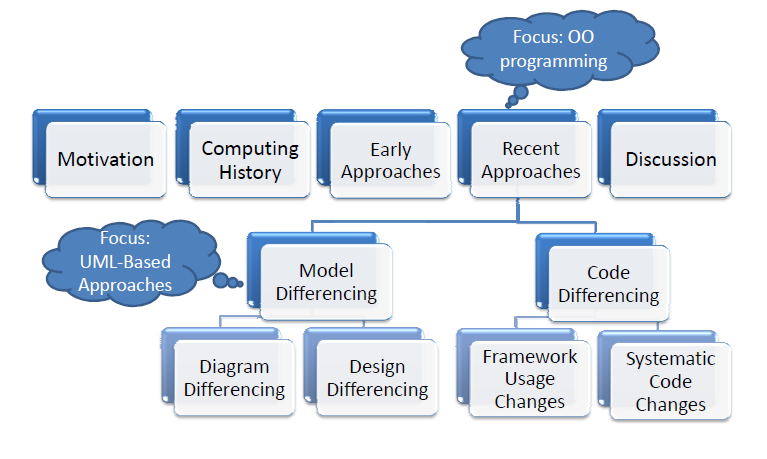 Focus: OO
programming
Motivation
Computing
History
Early
Approaches
Recent
Approaches
Discussion
Focus:
UML-Based
Approaches
Model
Differencing
Code
Differencing
Diagram
Differencing
Design
Differencing
Framework
Usage
Changes
Systematic
Code
Changes